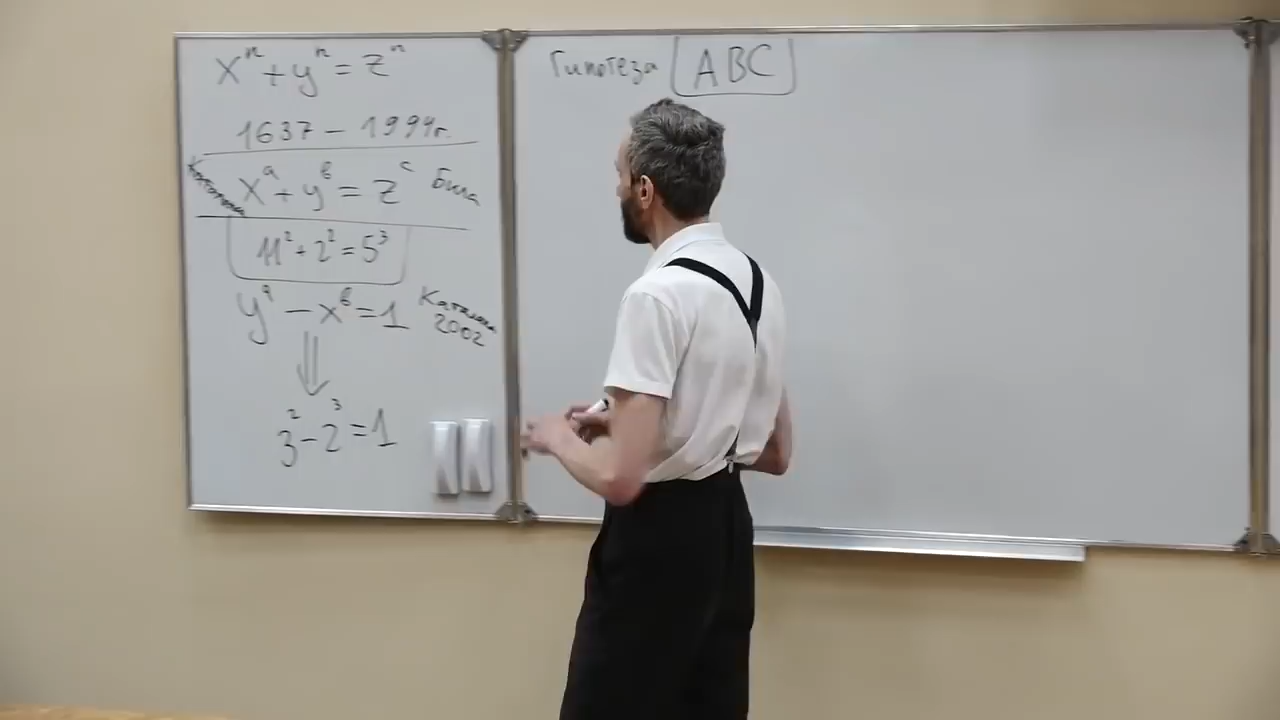 xⁿ + yⁿ = zⁿ
1637 – 1994г.
xᵃ + yᵇ = zᶜ Била
11² + 2² = 5³
yᵃ – xᵇ = 1 Каталан
2002
3² – 2³ = 1
Гипотеза ABC